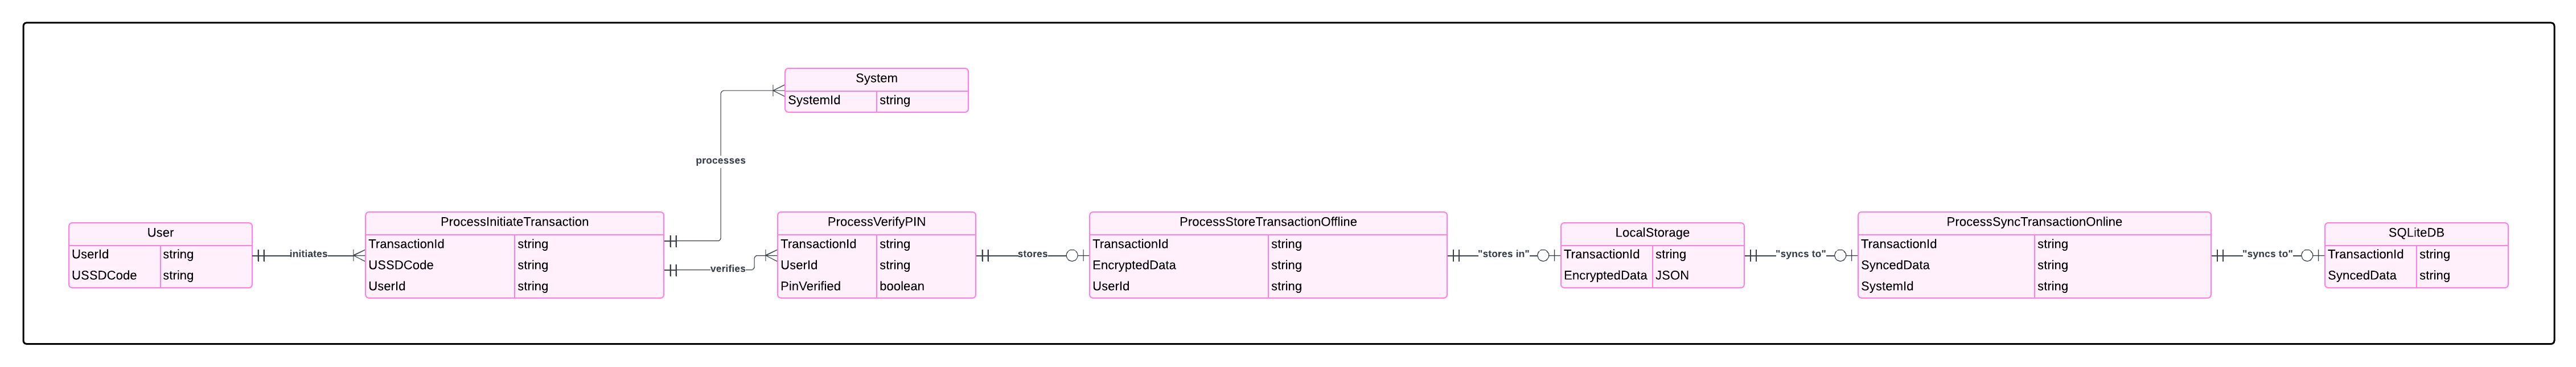 System
SystemId string
processes
User
UserId string
USSDCode string
initiates
ProcessInitiateTransaction
TransactionId string
USSDCode string
UserId string
verifies
ProcessVerifyPIN
TransactionId string
UserId string
PinVerified boolean
stores
ProcessStoreTransactionOffline
TransactionId string
EncryptedData string
UserId string
"stores in"
LocalStorage
TransactionId string
EncryptedData JSON
"syncs to"
ProcessSyncTransactionOnline
TransactionId string
SyncedData string
SystemId string
"syncs to"
SQLiteDB
TransactionId string
SyncedData string